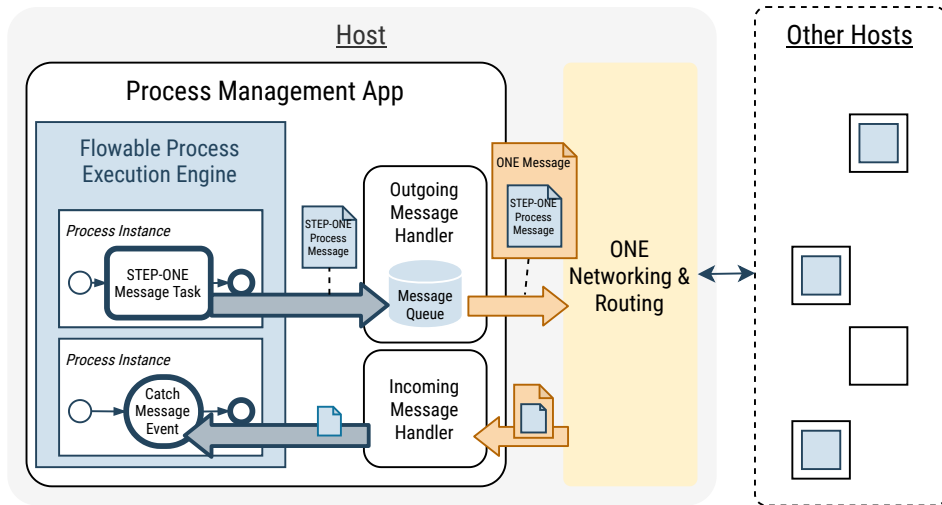 Host
Other Hosts
Process Management App
Flowable Process
Execution Engine
Process Instance
STEP-ONE
Message Task
STEP-ONE
Process
Message
Outgoing
Message
Handler
Message
Queue
ONE Message
STEP-ONE
Process
Message
ONE
Networking &
Routing
Process Instance
Catch
Message
Event
Incoming
Message
Handler